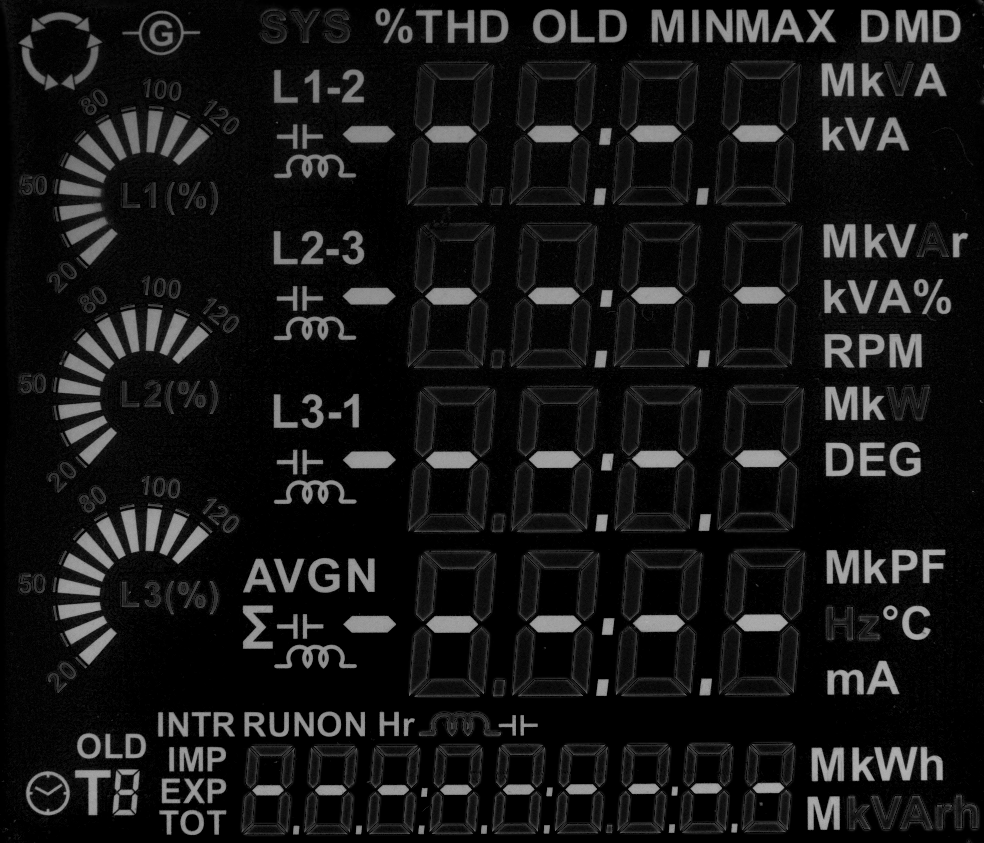 G SYS %THD OLD MINMAX DMD
80 100 120
50 L1(%)
20
L1-2 MkVA
kVA
80 100 120
50 L2(%)
20
L2-3 MkVAr
kVA%
RPM
80 100 120
50 L3(%)
20
L3-1 MkW
DEG
AVGN MkPF
Σ Hz°C
mA
INTR RUNON Hr
OLD IMP MkWh
T8 EXP
TOT MkVArh